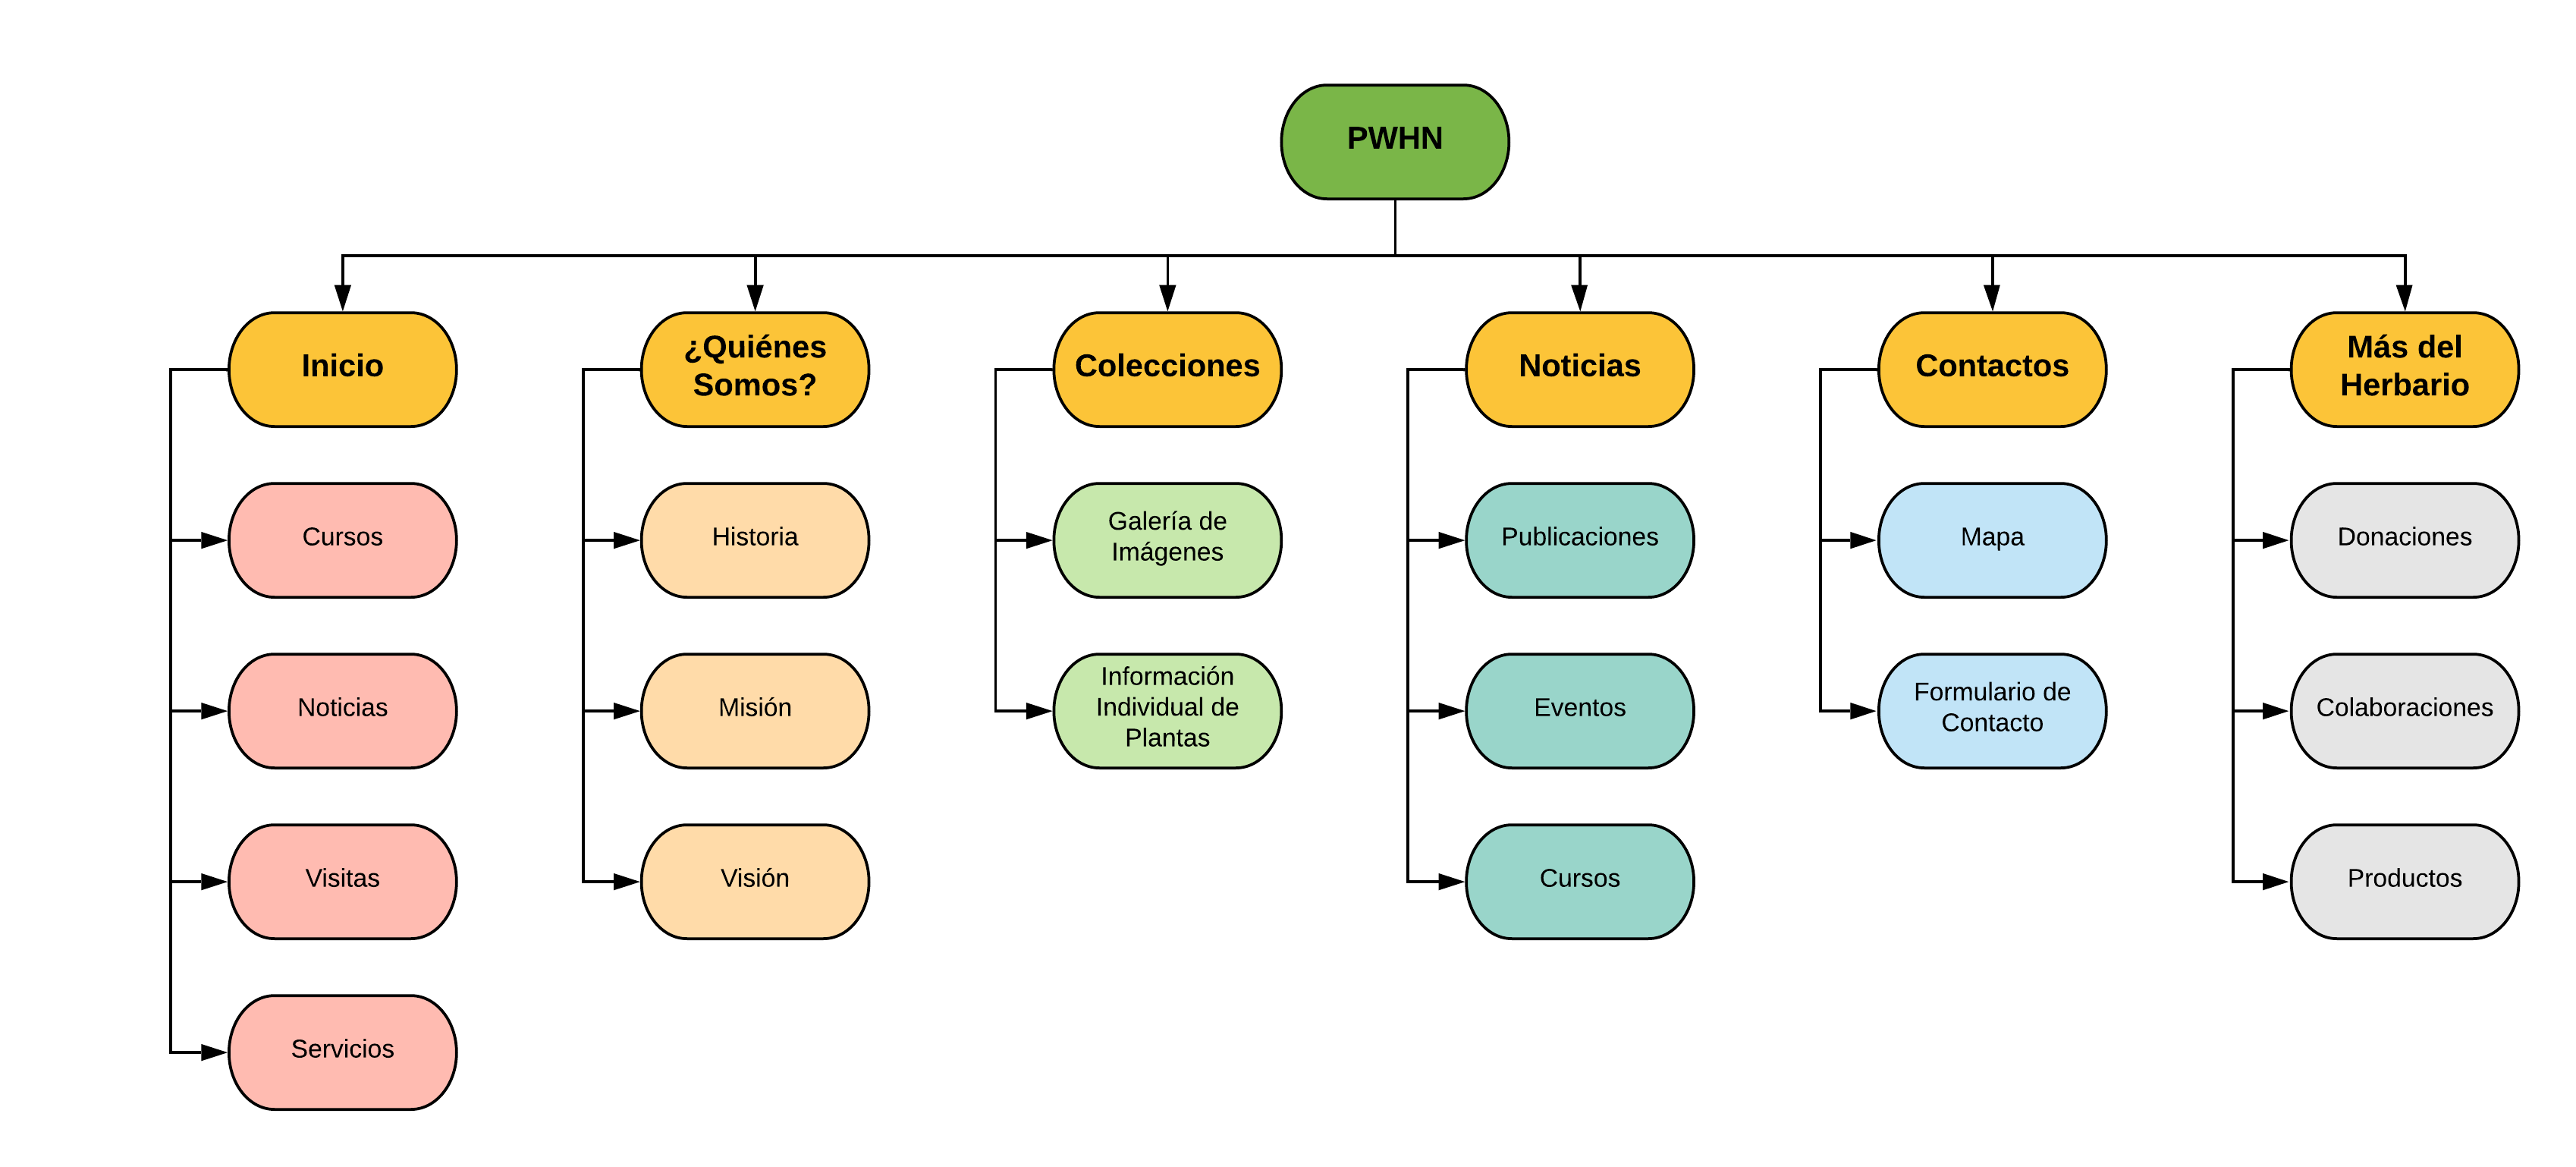 PWHN
Inicio
¿Quiénes
Somos?
Colecciones
Noticias
Contactos
Más del
Herbario
Cursos
Noticias
Visitas
Servicios
Historia
Misión
Visión
Galería de
Imágenes
Información
Individual de
Plantas
Publicaciones
Eventos
Cursos
Mapa
Formulario de
Contacto
Donaciones
Colaboraciones
Productos